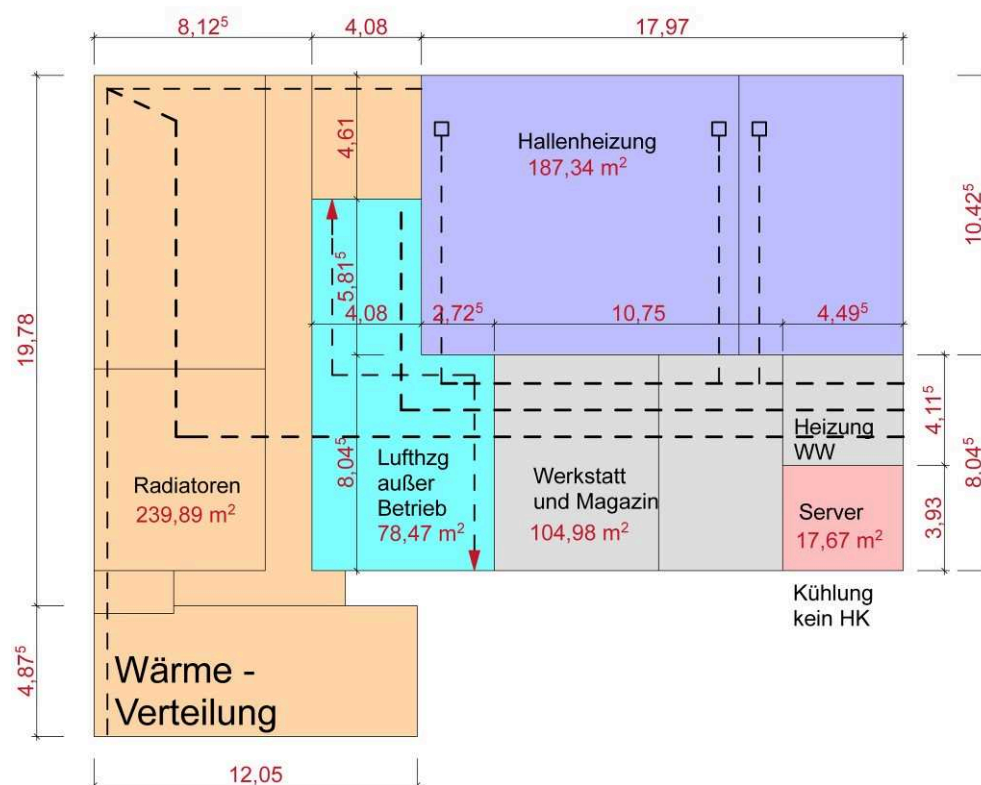 8,12⁵ 4,08 17,97
4,61
Hallenheizung
187,34 m²
10,42⁵
5,81⁵
19,78
4,08 2,72⁵ 10,75 4,49⁵
4,11⁵
Heizung
WW
8,04⁵
8,04⁵
Lufthzg
außer
Betrieb
78,47 m²
Werkstatt
und Magazin
104,98 m²
Radiatoren
239,89 m²
Server
17,67 m²
3,93
Kühlung
kein HK
4,87⁵
Wärme -
Verteilung
12,05